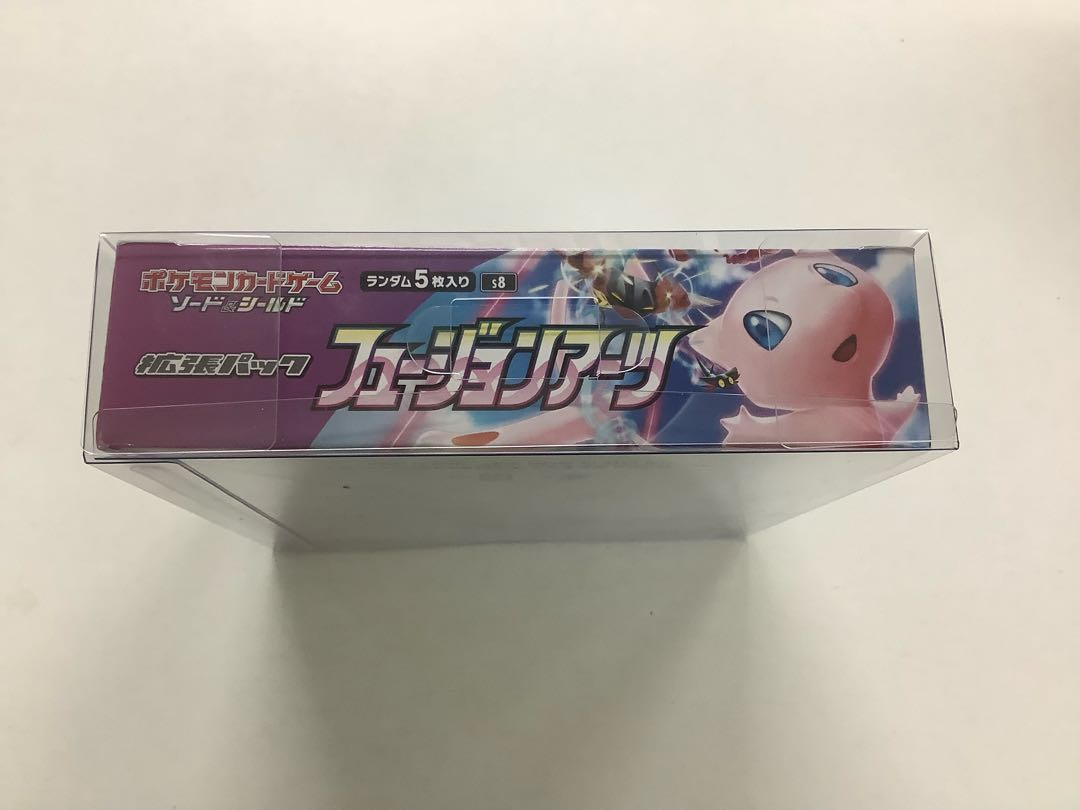 ポケモンカードゲーム
ソード&シールド
ランダム5枚入り
s8
拡張パック
フュージョンアーツ